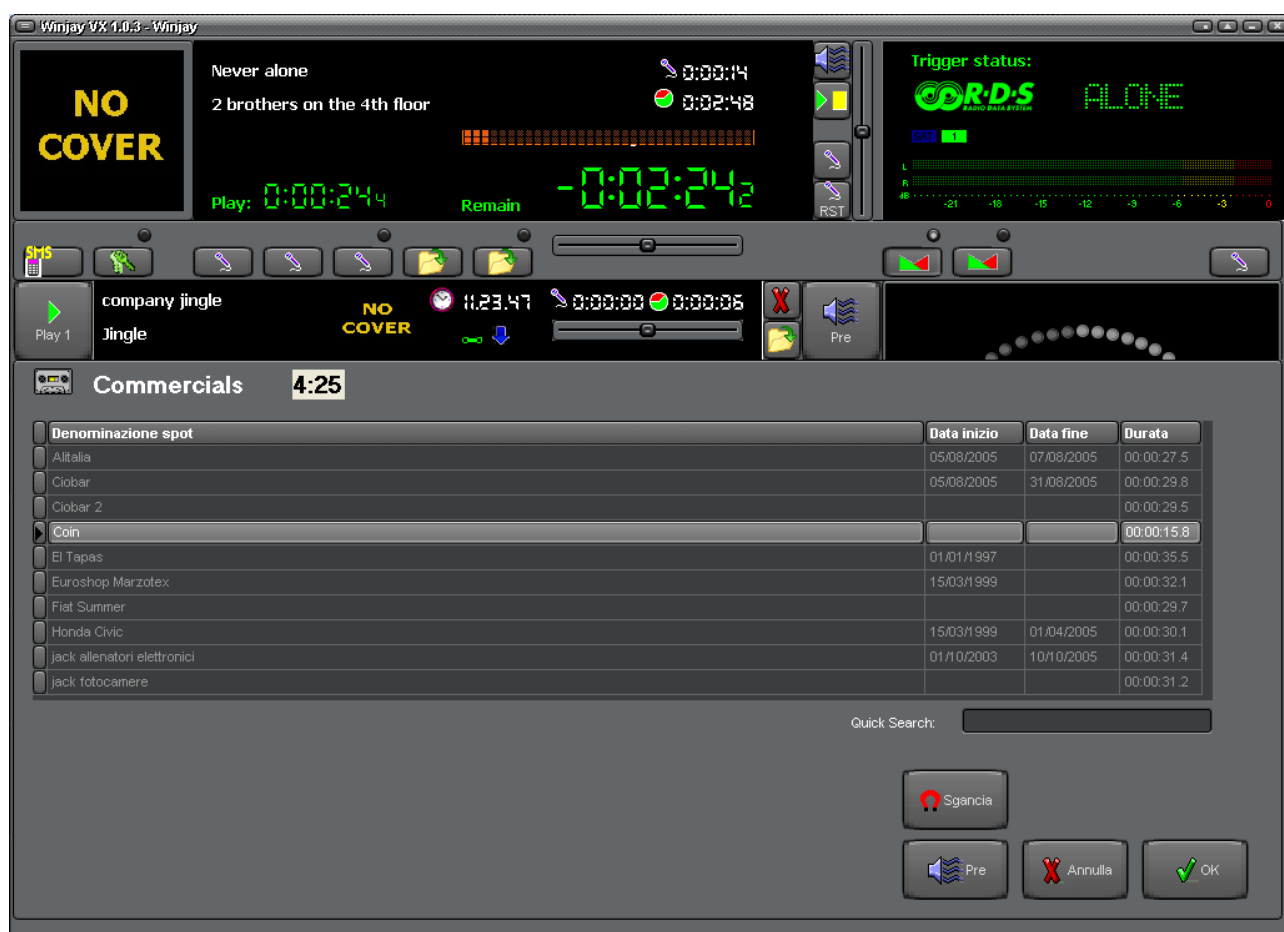 Winjay VX 1.0.3 - Winjay
NO COVER
Never alone
0:00:14
2 brothers on the 4th floor
0:02:48
Play: 0:00:24 4
Remain -0:02:24 2
RST
Trigger status:
R·D·S ALONE
RADIO DATA SYSTEM
1
L
R
dB -21 -18 -15 -12 -9 -6 -3 0
SMS
Play 1
company jingle
Jingle
NO COVER
11.23.47 0:00:00 0:00:06
Pre
Commercials 4:25
Denominazione spot Data inizio Data fine Durata
Alitalia 05/08/2005 07/08/2005 00:00:27.5
Ciobar 05/08/2005 31/08/2005 00:00:29.8
Ciobar 2 00:00:29.5
Coin 00:00:15.8
El Tapas 01/01/1997 00:00:35.5
Euroshop Marzotex 15/03/1999 00:00:32.1
Fiat Summer 00:00:29.7
Honda Civic 15/03/1999 01/04/2005 00:00:30.1
jack allenatori elettronici 01/10/2003 10/10/2005 00:00:31.4
jack fotocamere 00:00:31.2
Quick Search:
Sgancia
Pre Annulla OK